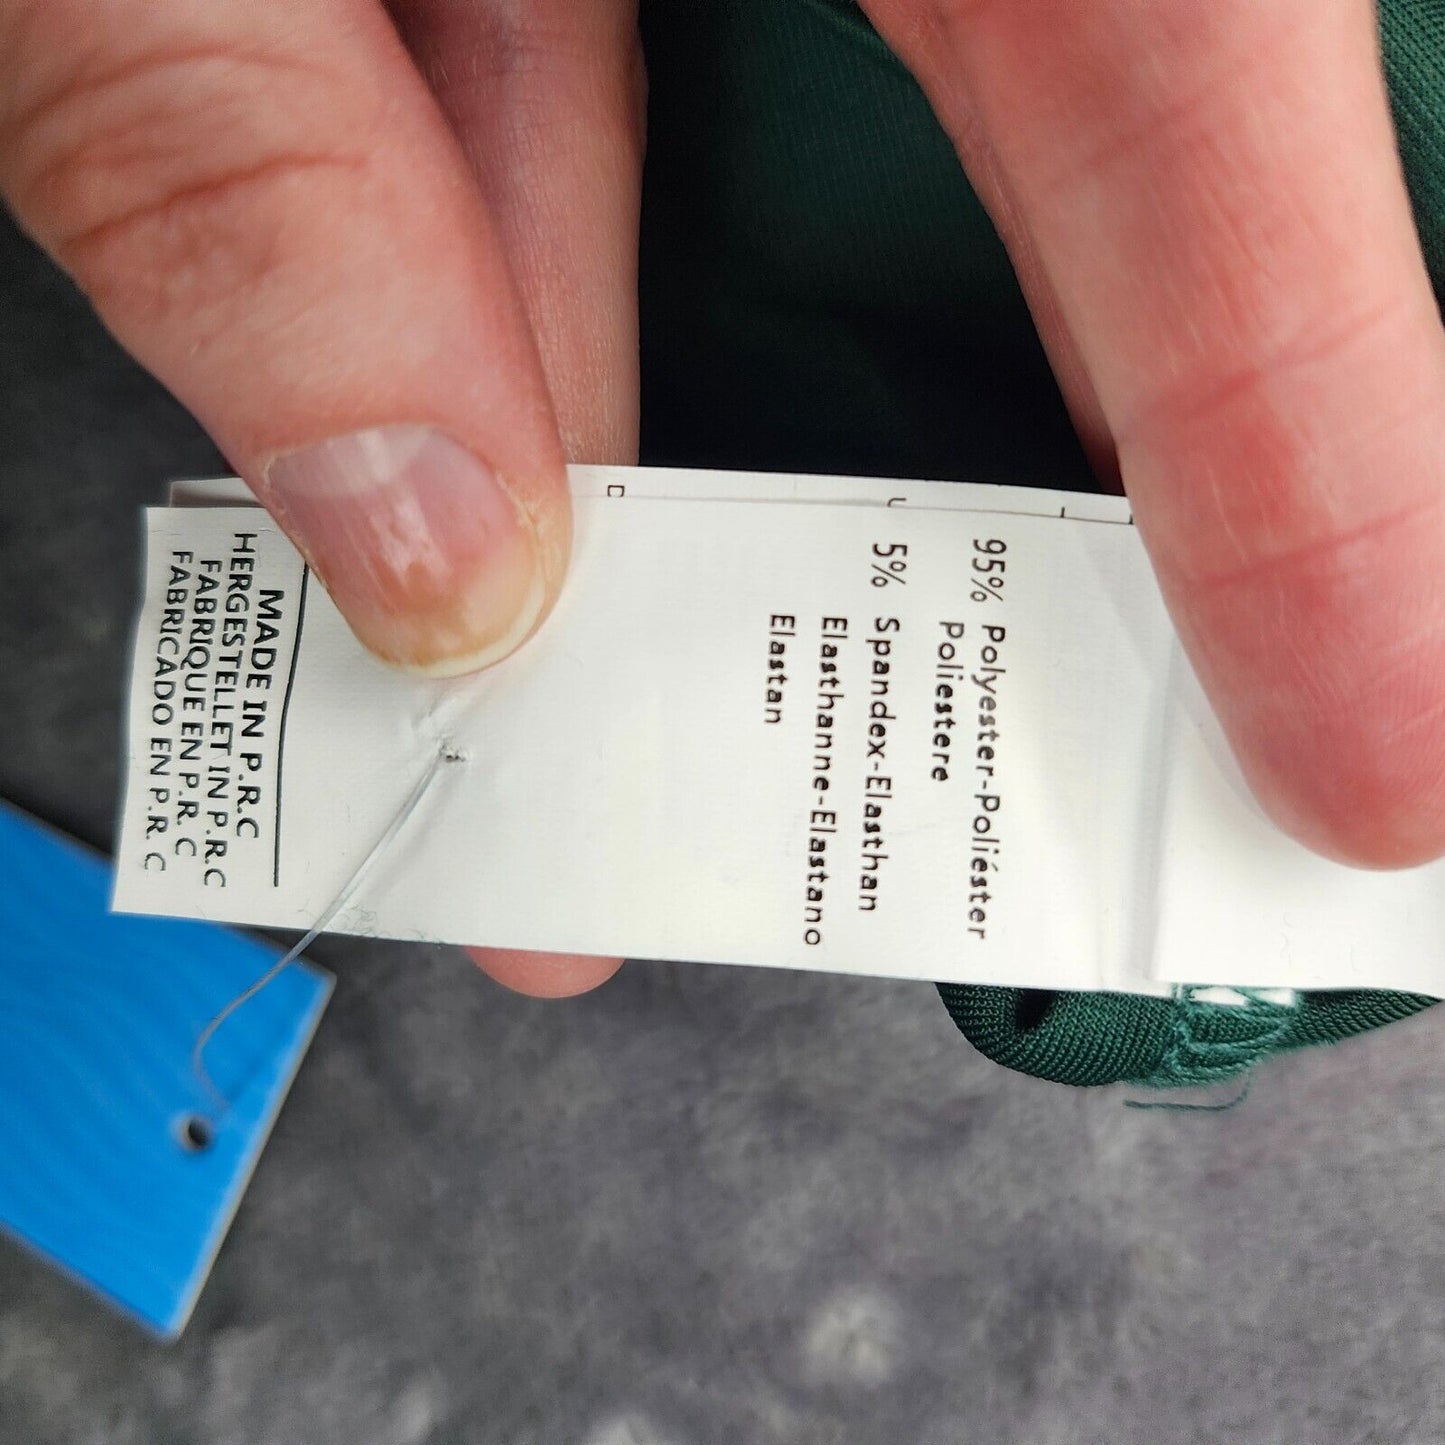 95% Polyester-Poliéster
Poliestere
5% Spandex-Elasthan
Elasthanne-Elastano
Elastan
MADE IN P.R.C
HERGESTELLET IN P.R.C
FABRIQUE EN P.R. C
FABRICADO EN P.R. C